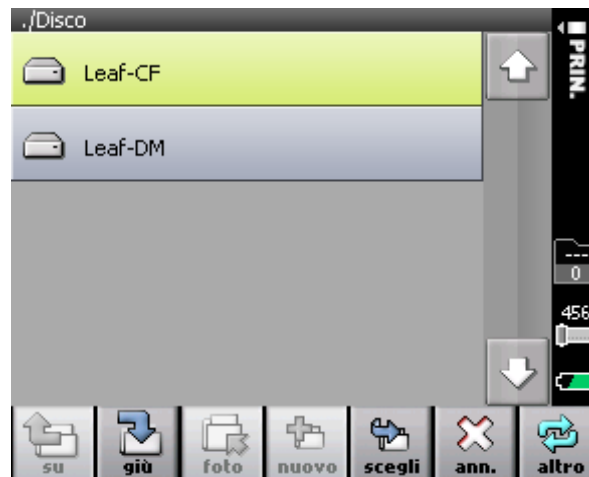 ./Disco
Leaf-CF
Leaf-DM
PRIN.
---
0
456
su
giù
foto
nuovo
scegli
ann.
altro